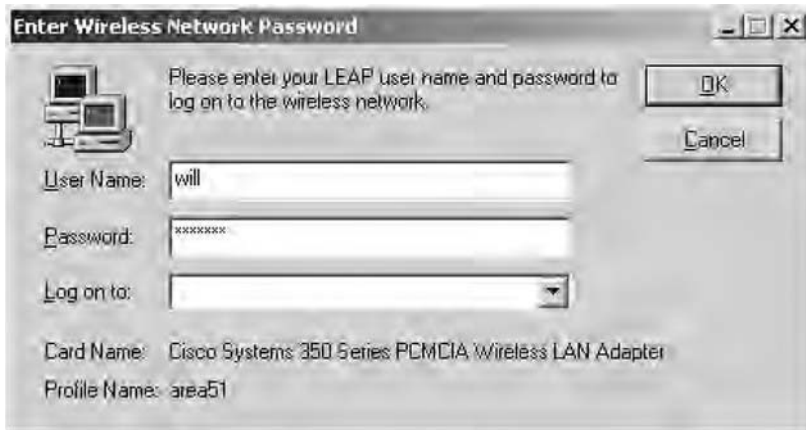 Enter Wireless Network Password
Please enter your LEAP user name and password to
log on to the wireless network.
OK
Cancel
User Name: will
Password: *******
Log on to:
Card Name: Cisco Systems 350 Series PCMCIA Wireless LAN Adapter
Profile Name: area51